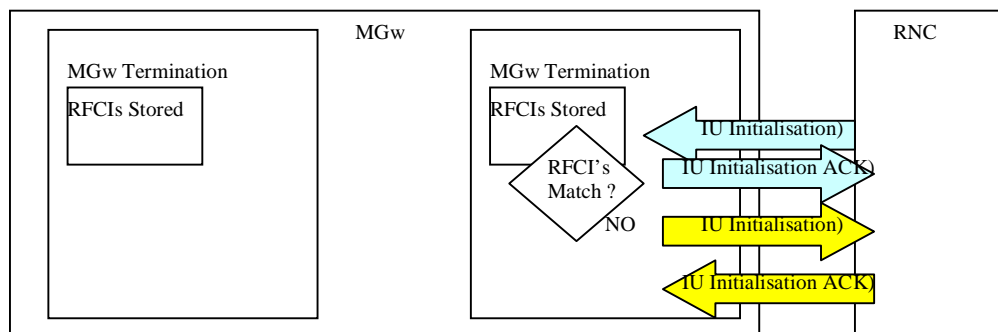 MGw
RNC
MGw Termination
RFCIs Stored
MGw Termination
RFCIs Stored
RFCI's
Match ?
NO
IU Initialisation)
IU Initialisation ACK)
IU Initialisation)
IU Initialisation ACK)